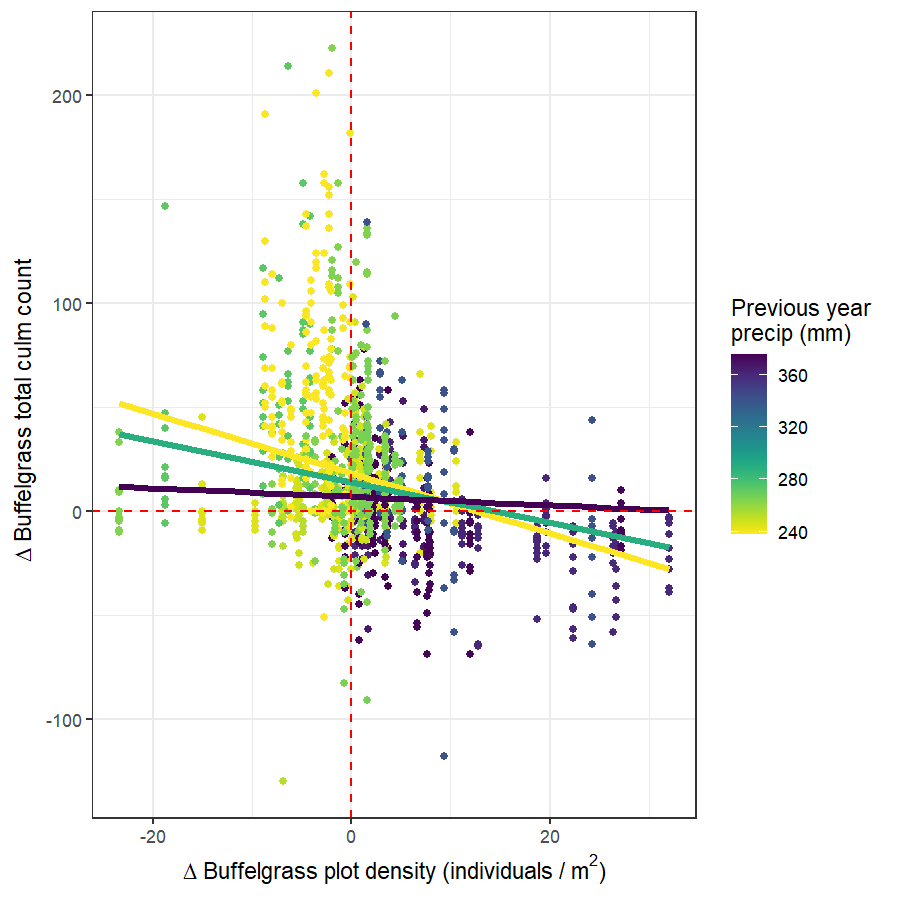 200
100
0
-100
Δ Buffelgrass total culm count
-20
0
20
Δ Buffelgrass plot density (individuals / m²)
Previous year
precip (mm)
360
320
280
240